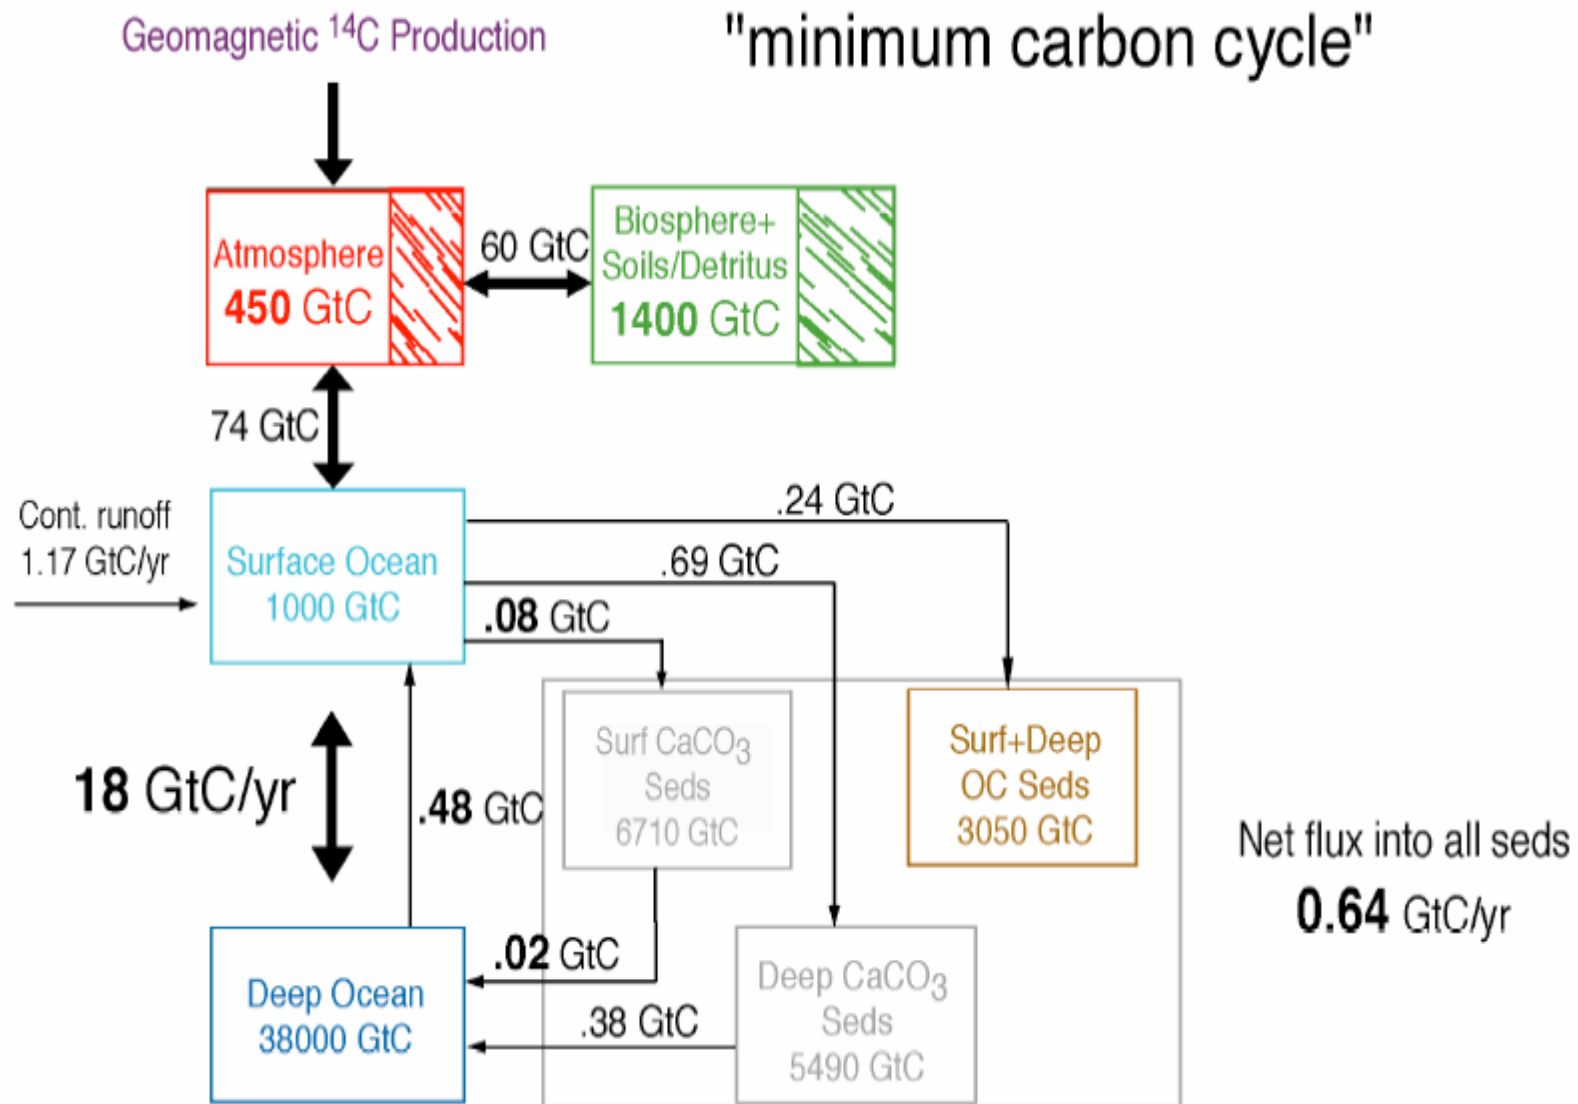 Geomagnetic ¹⁴C Production
"minimum carbon cycle"
Atmosphere
450 GtC
60 GtC
Biosphere+
Soils/Detritus
1400 GtC
74 GtC
Cont. runoff
1.17 GtC/yr
Surface Ocean
1000 GtC
.24 GtC
.69 GtC
.08 GtC
18 GtC/yr
.48 GtC
Surf CaCO₃
Seds
6710 GtC
Surf+Deep
OC Seds
3050 GtC
Net flux into all seds
0.64 GtC/yr
.02 GtC
.38 GtC
Deep Ocean
38000 GtC
Deep CaCO₃
Seds
5490 GtC